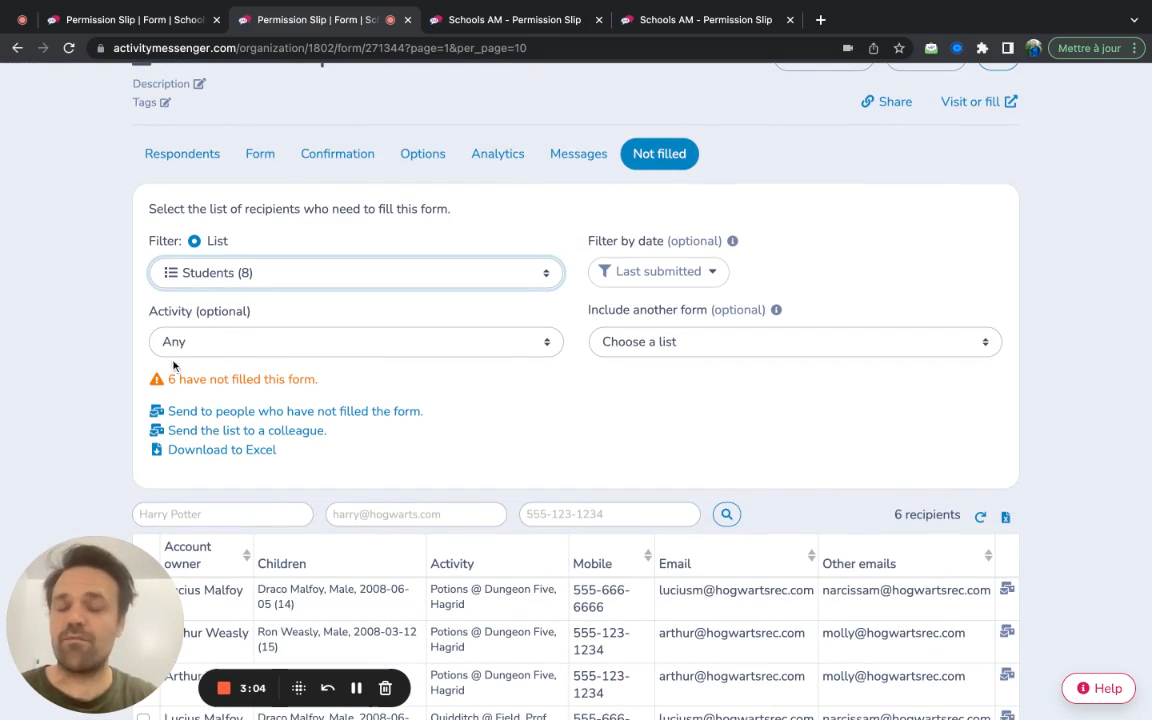 Permission Slip | Form | School
Permission Slip | Form | Sc
Schools AM - Permission Slip
Schools AM - Permission Slip
activitymessenger.com/organization/1802/form/271344?page=1&per_page=10
Mettre à jour
Description
Tags
Share
Visit or fill
Respondents
Form
Confirmation
Options
Analytics
Messages
Not filled
Select the list of recipients who need to fill this form.
Filter: List
Filter by date (optional)
Students (8)
Last submitted
Activity (optional)
Include another form (optional)
Any
Choose a list
6 have not filled this form.
Send to people who have not filled the form.
Send the list to a colleague.
Download to Excel
Harry Potter
harry@hogwarts.com
555-123-1234
6 recipients
Account owner
Children
Activity
Mobile
Email
Other emails
Lucius Malfoy
Draco Malfoy, Male, 2008-06-
05 (14)
Potions @ Dungeon Five,
Hagrid
555-666-
6666
luciusm@hogwartsrec.com
narcissam@hogwartsrec.com
hur Weasly
Ron Weasly, Male, 2008-03-12
(15)
Potions @ Dungeon Five,
Hagrid
555-123-
1234
arthur@hogwartsrec.com
molly@hogwartsrec.com
Arthu
Potions @ Dungeon Five,
Hagrid
555-123-
1234
arthur@hogwartsrec.com
molly@hogwartsrec.com
3:04
Lucius Malfoy
Draco Malfoy, Male, 2008-06-
Quidditch @ Field, Prof.
555-666-
luciusm@hogwartsrec.com
narcissam@hogwartsrec.com
Help